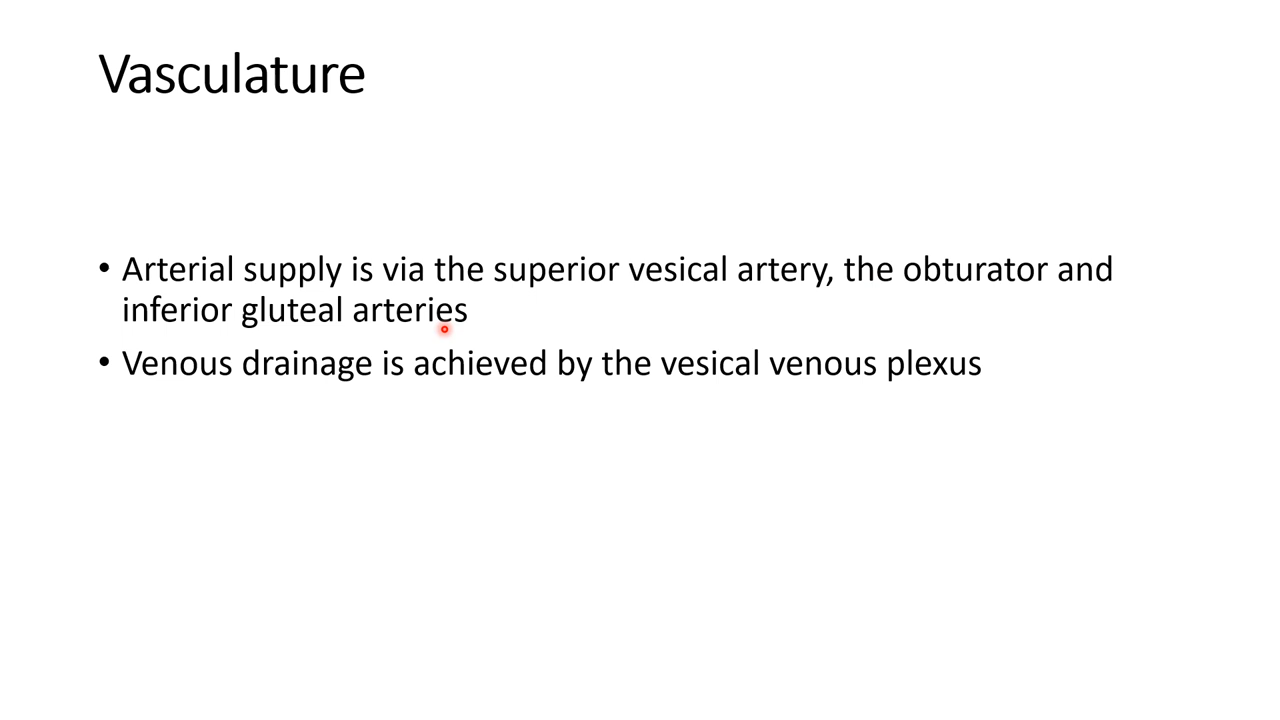 Vasculature
• Arterial supply is via the superior vesical artery, the obturator and
inferior gluteal arteries
• Venous drainage is achieved by the vesical venous plexus